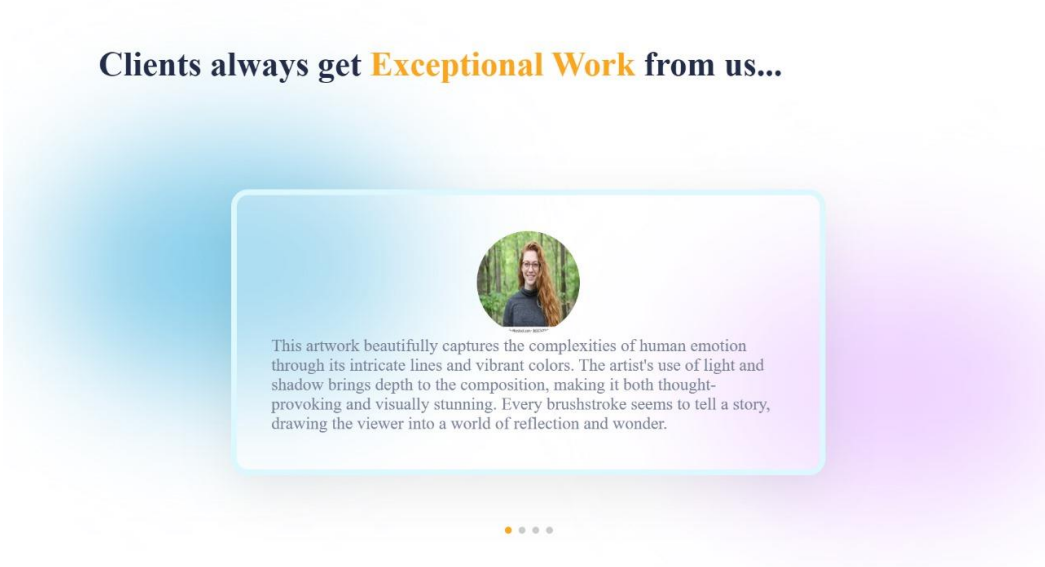 Clients always get Exceptional Work from us...
This artwork beautifully captures the complexities of human emotion
through its intricate lines and vibrant colors. The artist's use of light and
shadow brings depth to the composition, making it both thought-
provoking and visually stunning. Every brushstroke seems to tell a story,
drawing the viewer into a world of reflection and wonder.